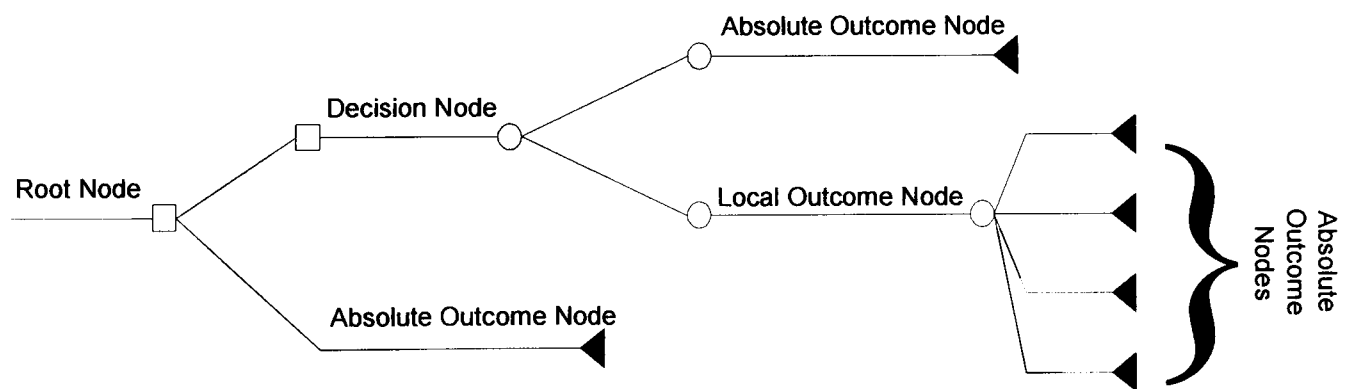 Absolute Outcome Node
Decision Node
Root Node
Local Outcome Node
Absolute Outcome Node
Absolute
Outcome
Nodes